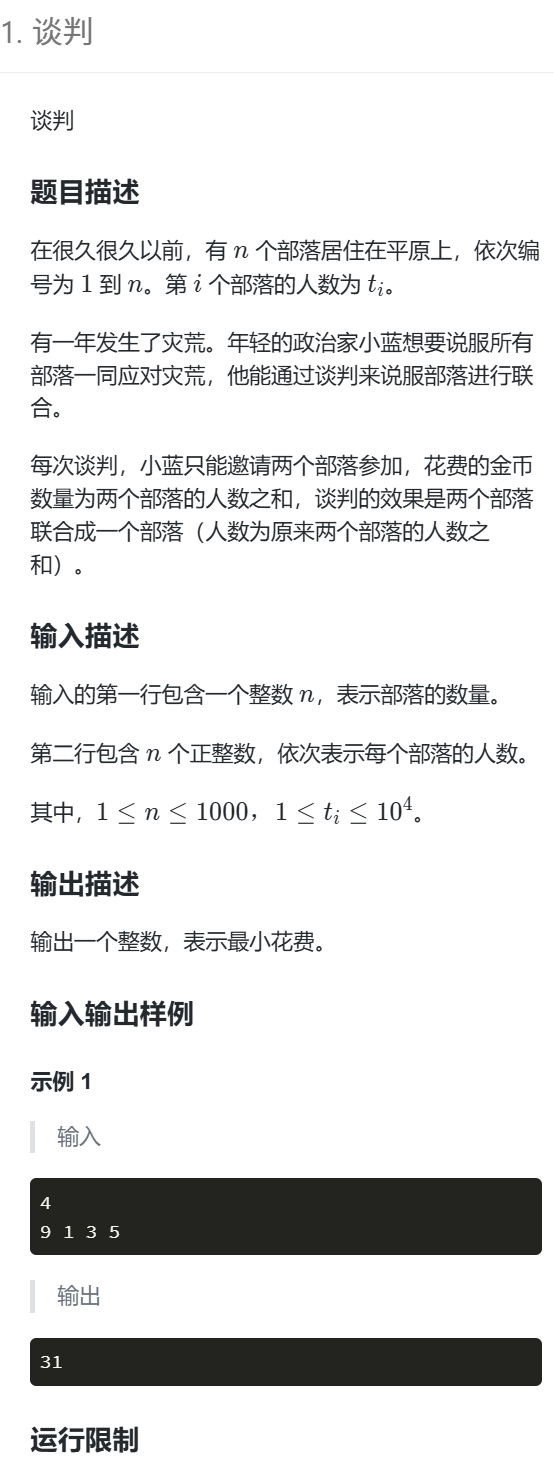 1. 谈判
谈判
题目描述
在很久很久以前，有 n 个部落居住在平原上，依次编
号为 1 到 n。第 i 个部落的人数为 tᵢ。
有一年发生了灾荒。年轻的政治家小蓝想要说服所有
部落一同应对灾荒，他能通过谈判来说服部落进行联
合。
每次谈判，小蓝只能邀请两个部落参加，花费的金币
数量为两个部落的人数之和，谈判的效果是两个部落
联合成一个部落（人数为原来两个部落的人数之
和）。
输入描述
输入的第一行包含一个整数 n，表示部落的数量。
第二行包含 n 个正整数，依次表示每个部落的人数。
其中，1 ≤ n ≤ 1000，1 ≤ tᵢ ≤ 10⁴。
输出描述
输出一个整数，表示最小花费。
输入输出样例
示例 1
输入
4
9 1 3 5
输出
31
运行限制